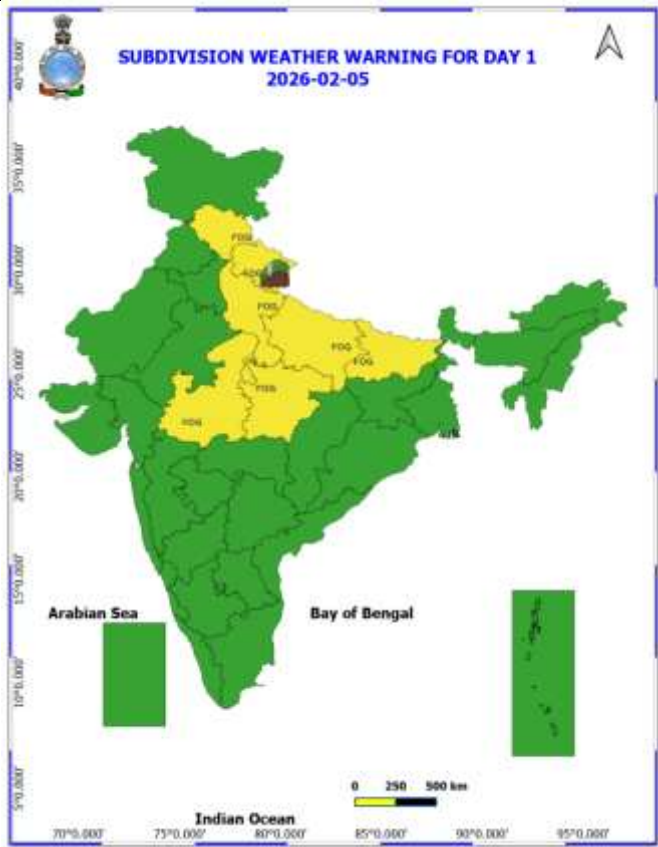 SUBDIVISION WEATHER WARNING FOR DAY 1
2026-02-05
40°0.000'
35°0.000'
30°0.000'
25°0.000'
20°0.000'
15°0.000'
10°0.000'
5°0.000'
FOG
FOG
FOG
FOG
FOG
FOG
Arabian Sea
Bay of Bengal
0 250 500 km
Indian Ocean
70°0.000' 75°0.000' 80°0.000' 85°0.000' 90°0.000' 95°0.000'